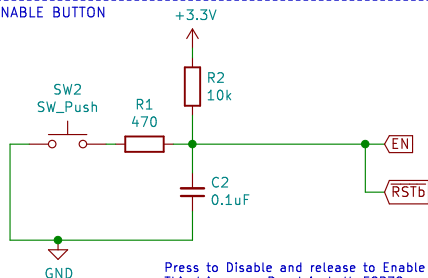 NABLE BUTTON
+3.3V
R2
10k
SW2
SW_Push
R1
470
EN
RSTb
C2
0.1uF
GND
Press to Disable and release to Enable